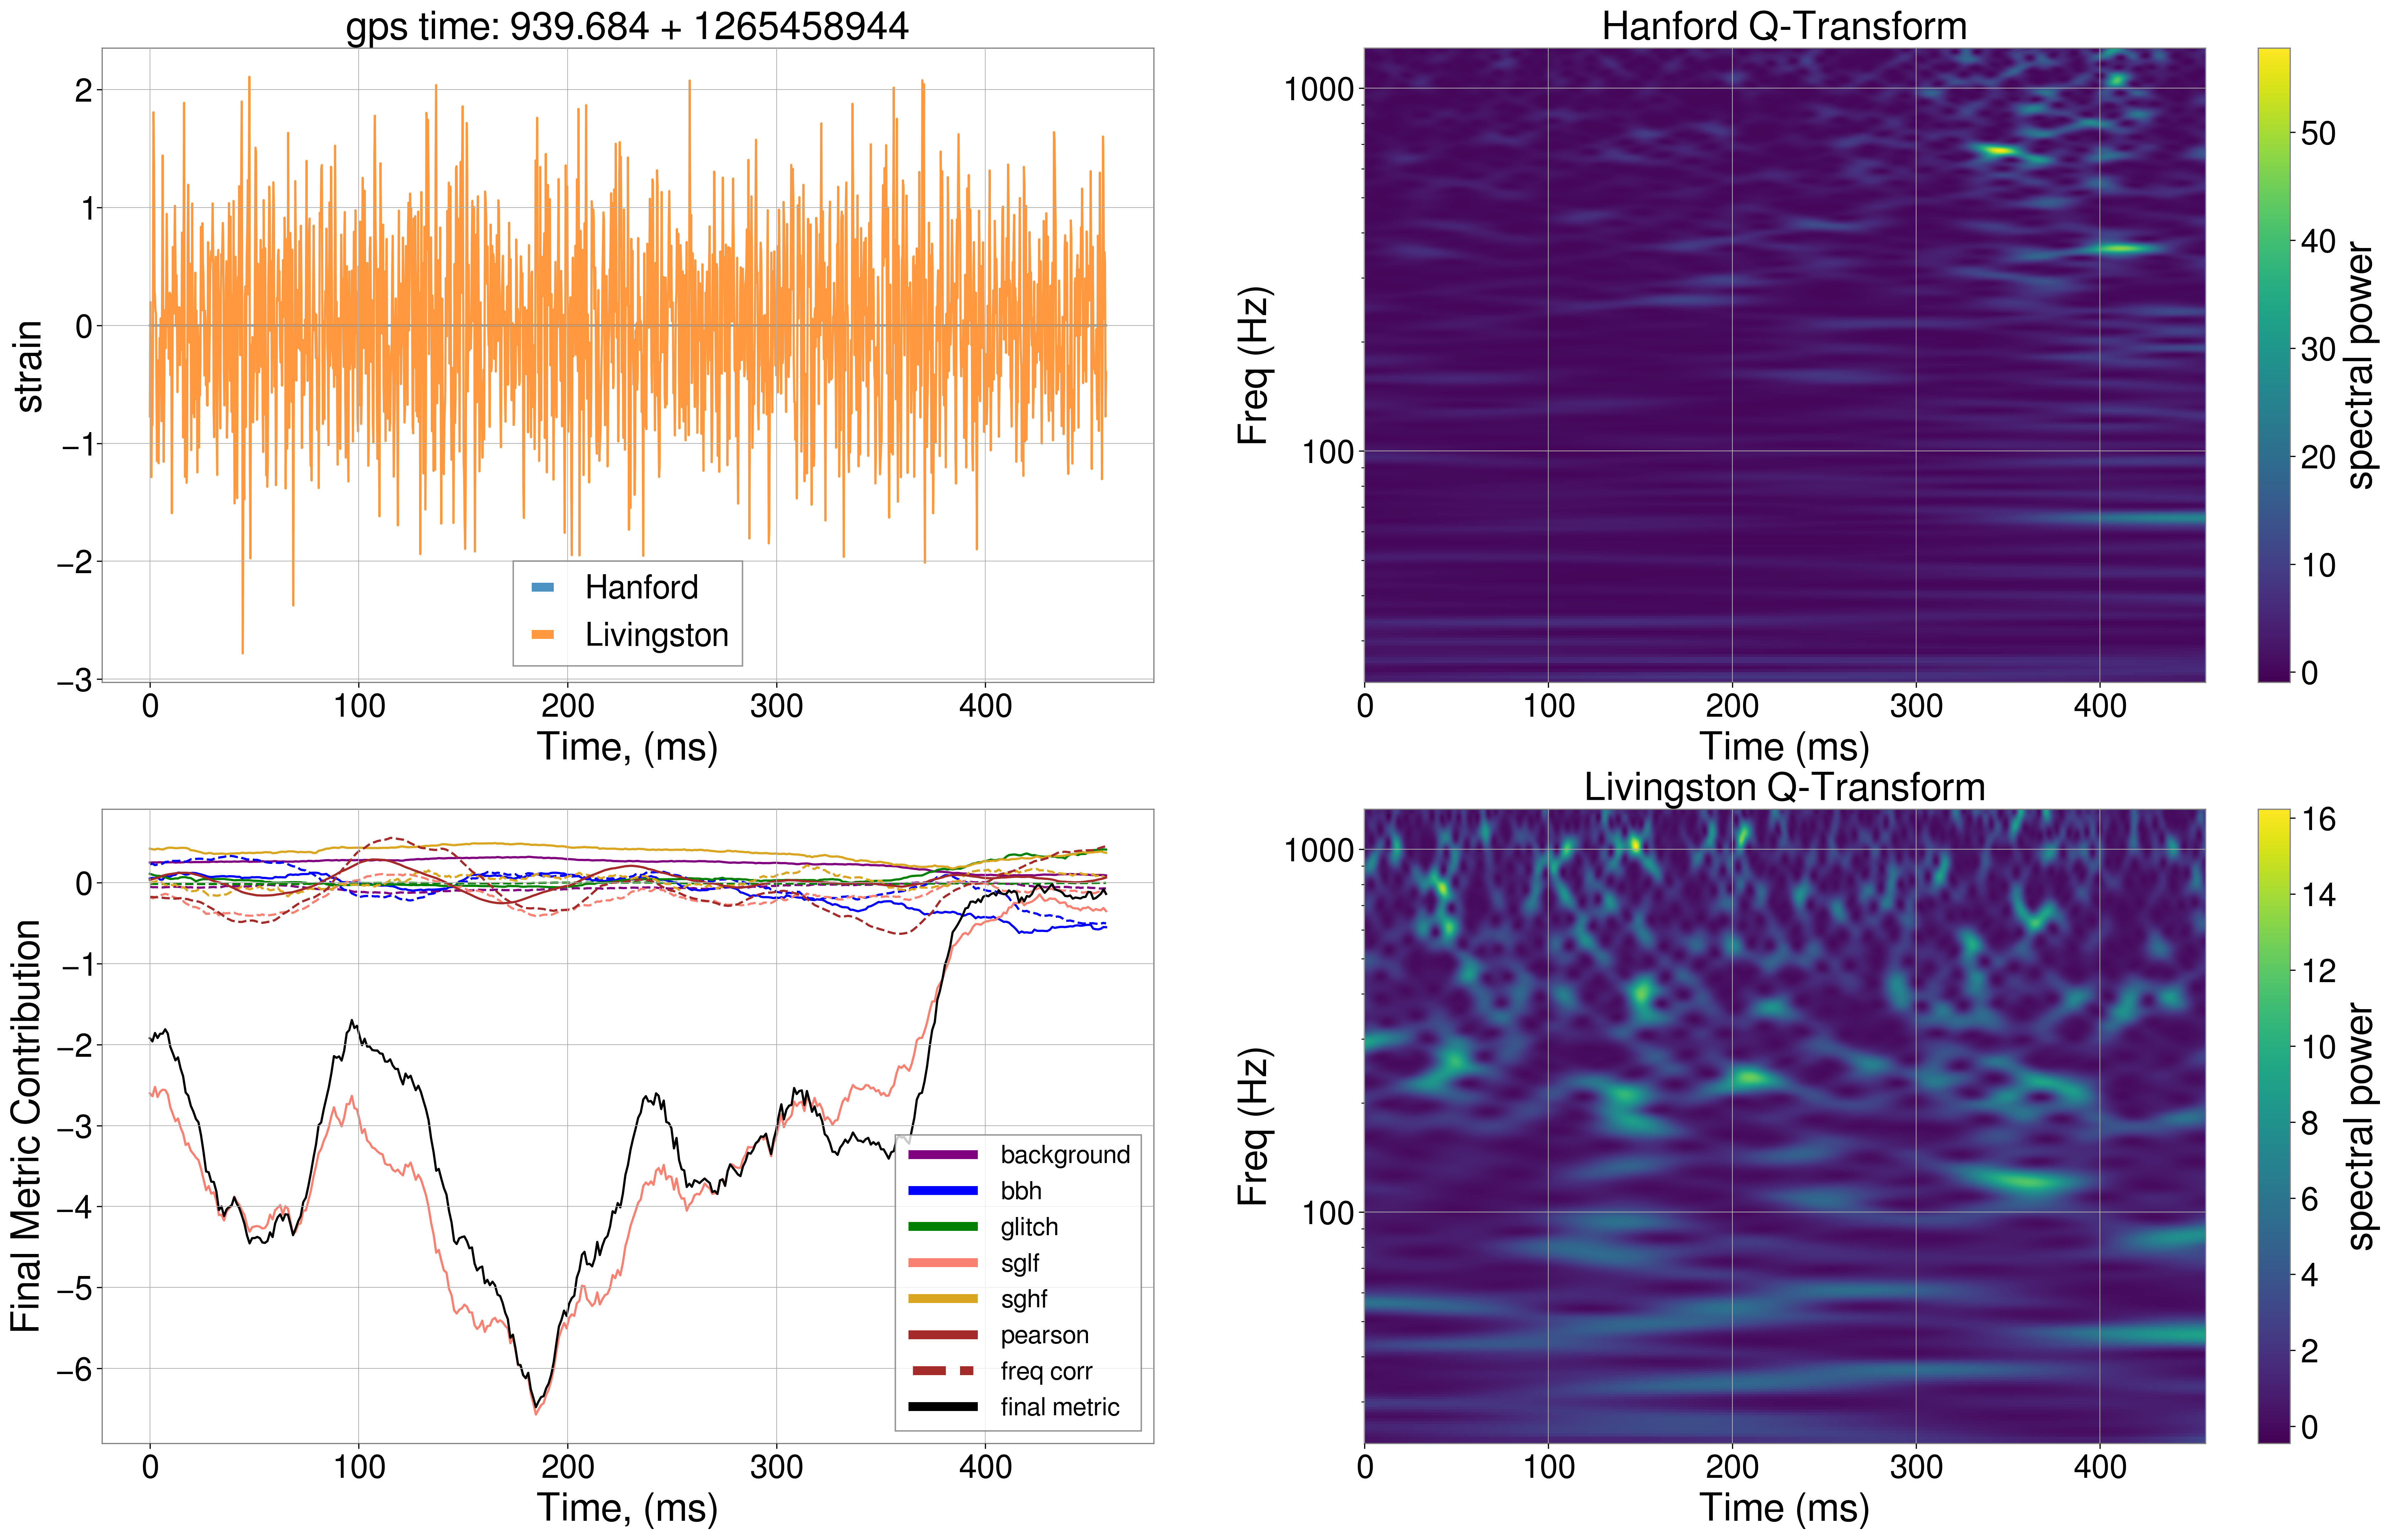 gps time: 939.684 + 1265458944
strain
2
1
0
−1
−2
−3
Hanford
Livingston
0
100
200
300
400
Time, (ms)
Hanford Q-Transform
Freq (Hz)
1000
100
0
100
200
300
400
Time (ms)
50
40
30
20
10
0
spectral power
Final Metric Contribution
0
−1
−2
−3
−4
−5
−6
background
bbh
glitch
sglf
sghf
pearson
freq corr
final metric
0
100
200
300
400
Time, (ms)
Livingston Q-Transform
Freq (Hz)
1000
100
0
100
200
300
400
Time (ms)
16
14
12
10
8
6
4
2
0
spectral power